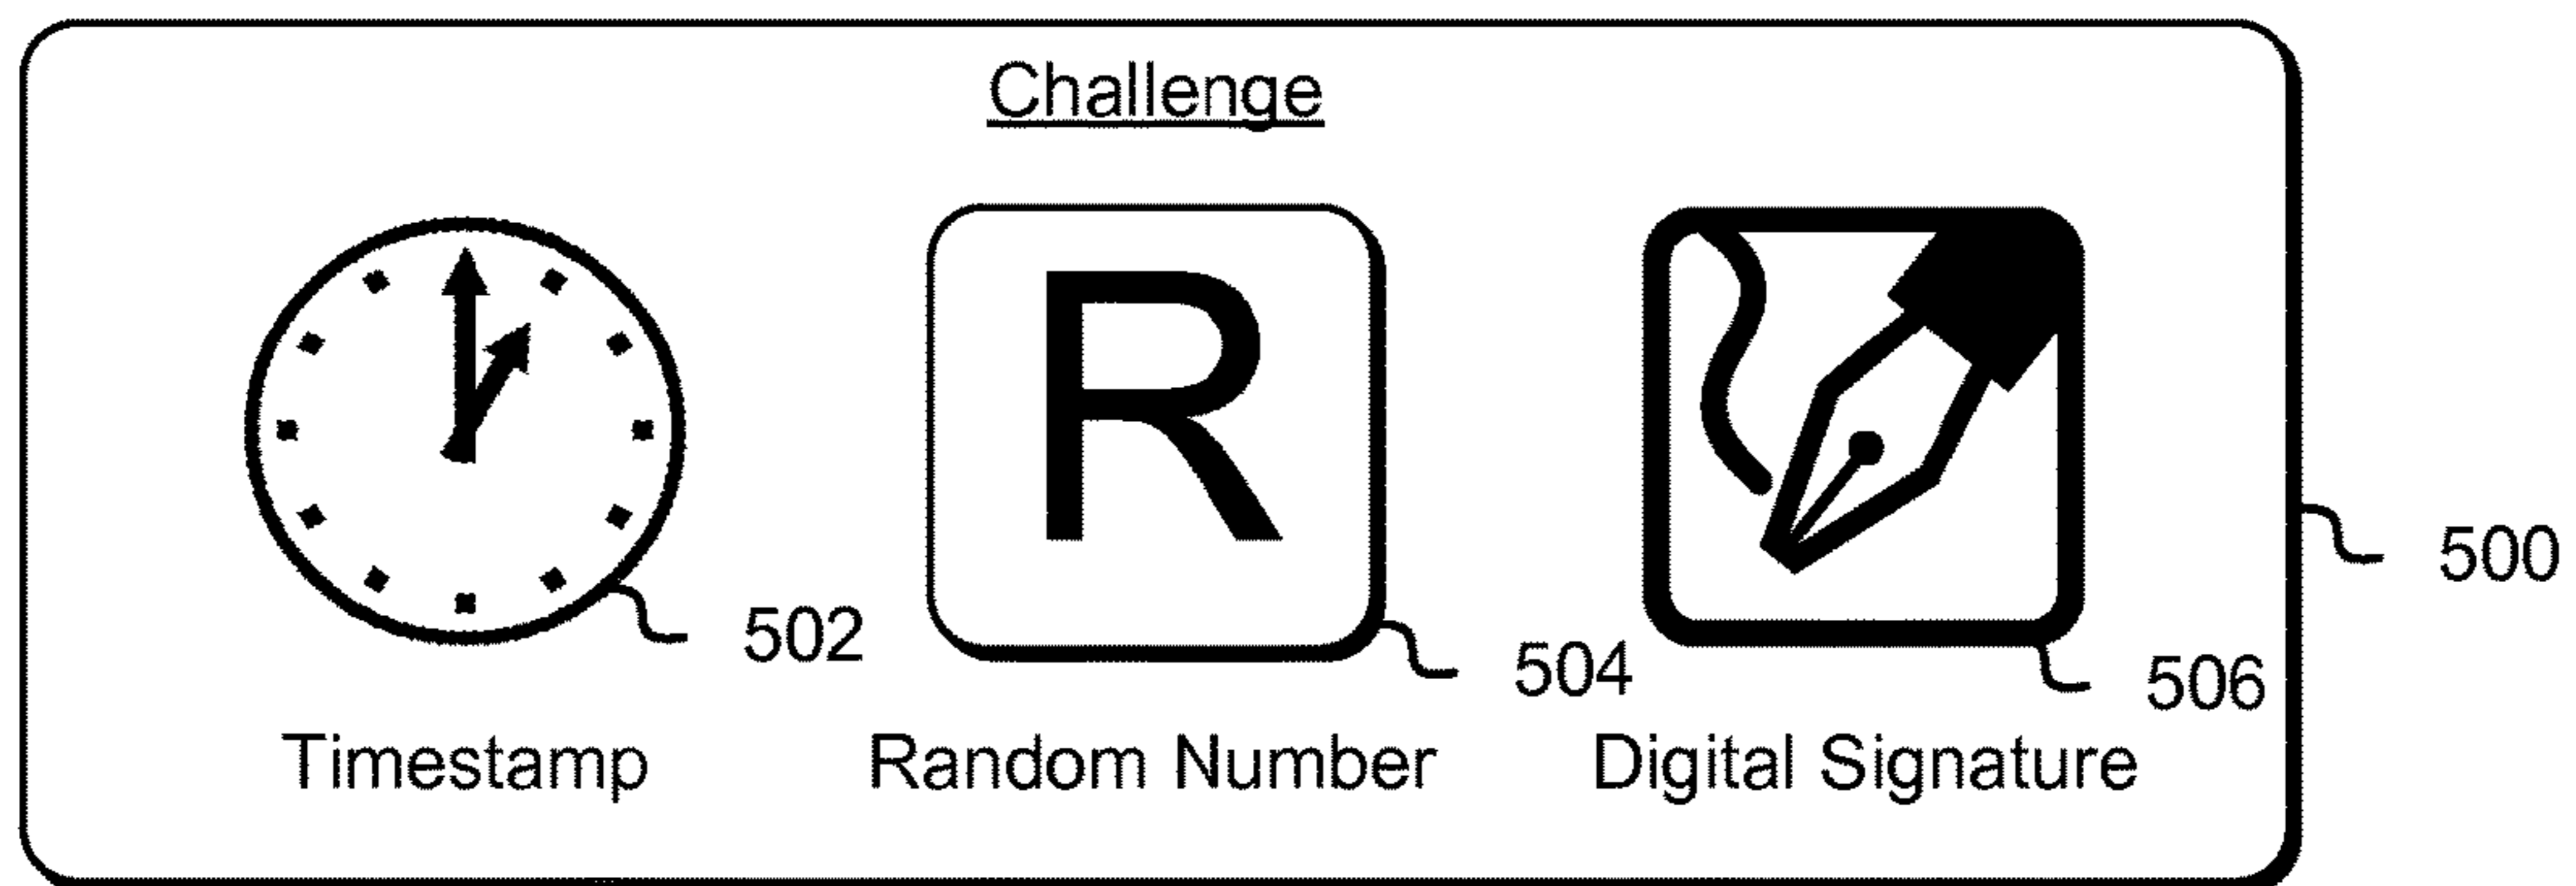 Challenge
R
502
504
506
500
Timestamp
Random Number
Digital Signature